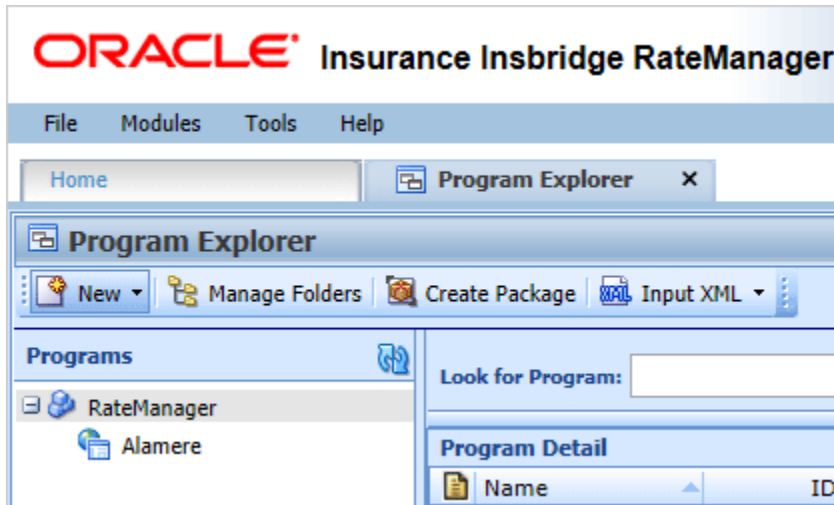 ORACLE® Insurance Insbridge RateManager
File Modules Tools Help
Home Program Explorer ×
Program Explorer
New Manage Folders Create Package XML Input XML
Programs
Look for Program:
RateManager
Alamere
Program Detail
Name ID